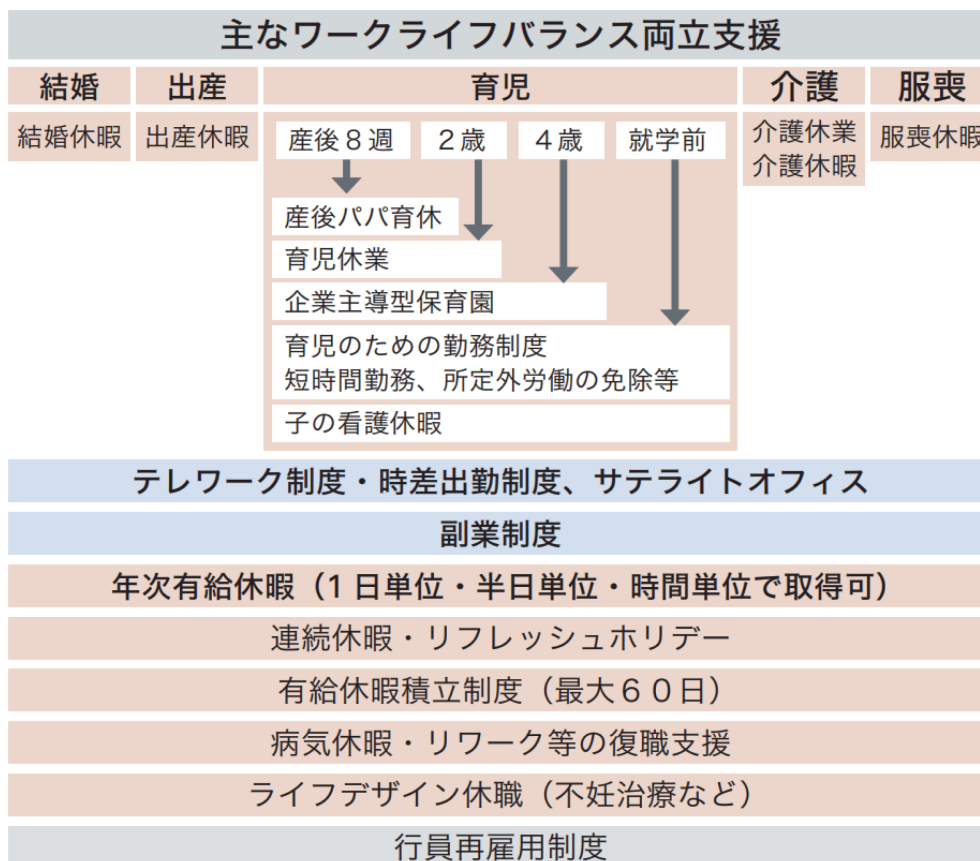 主なワークライフバランス両立支援
結婚
出産
育児
介護
服喪
結婚休暇
出産休暇
産後８週
２歳
４歳
就学前
介護休業
介護休暇
服喪休暇
産後パパ育休
育児休業
企業主導型保育園
育児のための勤務制度
短時間勤務、所定外労働の免除等
子の看護休暇
テレワーク制度・時差出勤制度、サテライトオフィス
副業制度
年次有給休暇（1 日単位・半日単位・時間単位で取得可）
連続休暇・リフレッシュホリデー
有給休暇積立制度（最大６０日）
病気休暇・リワーク等の復職支援
ライフデザイン休職（不妊治療など）
行員再雇用制度